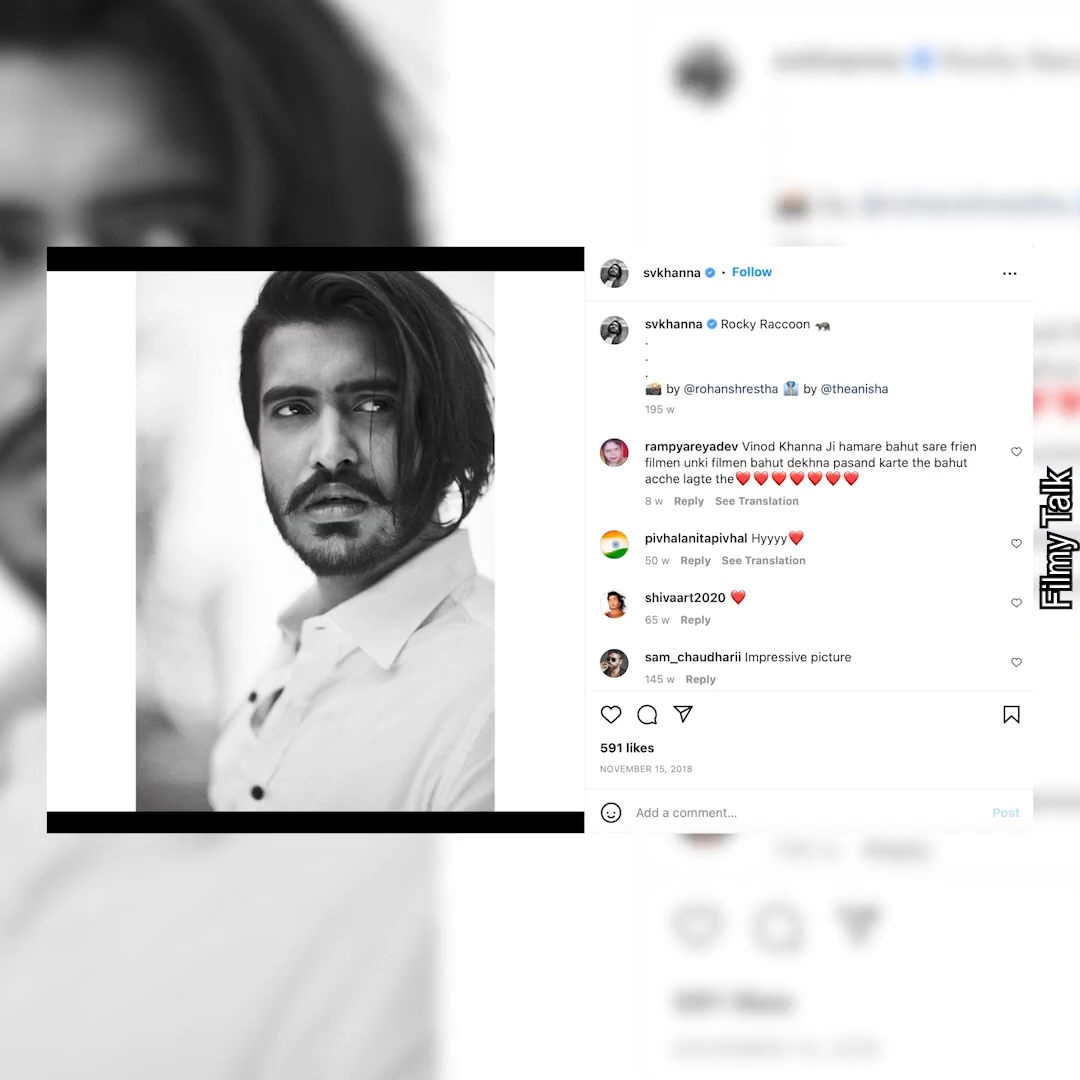 svkhanna • Follow
svkhanna Rocky Raccoon 🦝
.
.
.
📸 by @rohanshrestha 👔 by @theanisha
195 w
rampyareyadev Vinod Khanna Ji hamare bahut sare frien
filmen unki filmen bahut dekhna pasand karte the bahut
acche lagte the❤️❤️❤️❤️❤️❤️❤️
8 w Reply See Translation
pivhalanitapivhal Hyyyy❤️
50 w Reply See Translation
shivaart2020 ❤️
65 w Reply
sam_chaudharii Impressive picture
145 w Reply
591 likes
NOVEMBER 15, 2018
Add a comment... Post
Filmy Talk